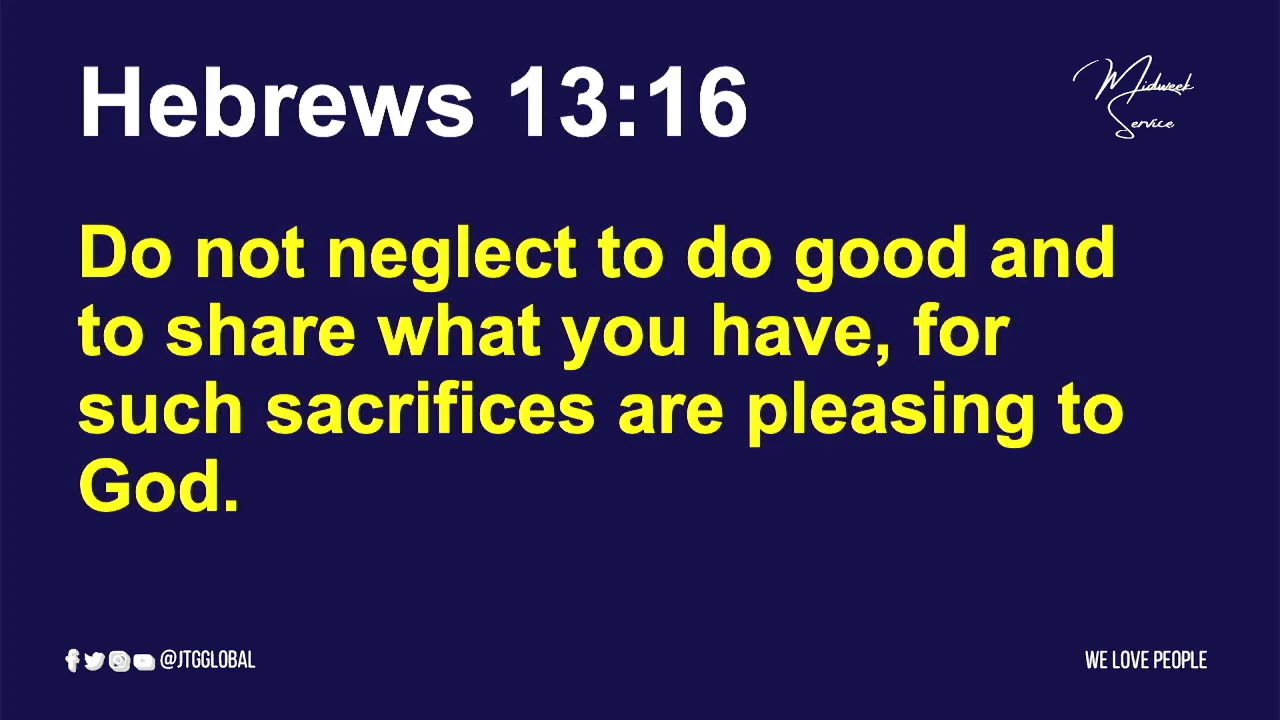 Hebrews 13:16
Midweek
Service
Do not neglect to do good and
to share what you have, for
such sacrifices are pleasing to
God.
@JTGGLOBAL
WE LOVE PEOPLE